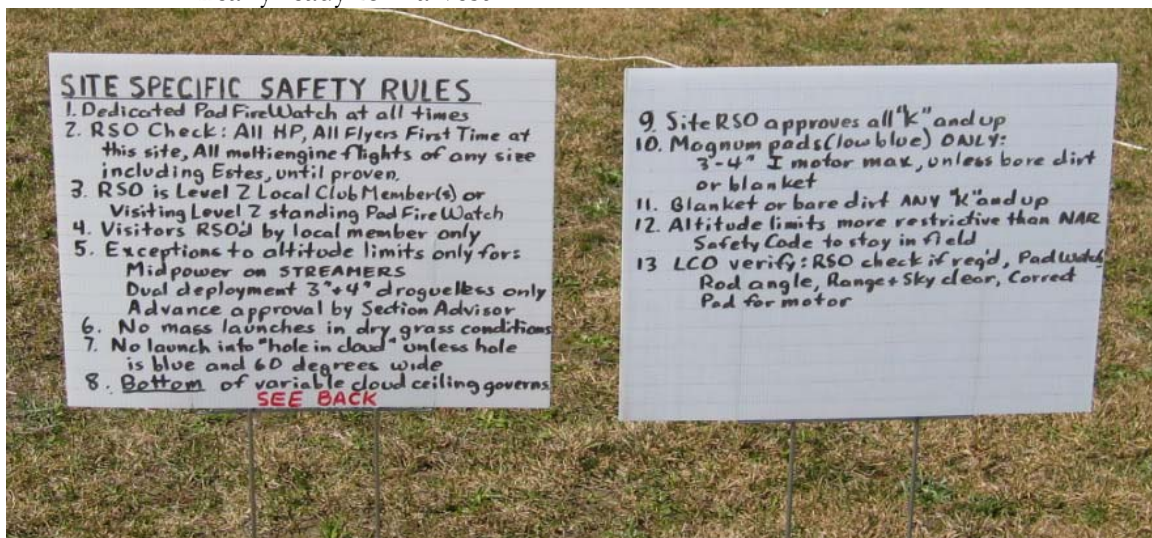 SITE SPECIFIC SAFETY RULES
1. Dedicated Pad FireWatch at all times
2. RSO Check: All HP, All Flyers First Time at
this site, All multiengine flights of any size
including Estes, until proven.
3. RSO is Level 2 Local Club Member(s) or
Visiting Level 2 standing Pad Fire Watch
4. Visitors RSO'd by local member only
5. Exceptions to altitude limits only for:
Midpower on STREAMERS
Dual deployment 3"+4" drogueless only
Advance approval by Section Advisor
6. No mass launches in dry grass conditions
7. No launch into "hole in cloud" unless hole
is blue and 60 degrees wide
8. Bottom of variable cloud ceiling governs
SEE BACK
9. Site RSO approves all "k" and up
10. Magnum pads (low blue) ONLY:
3-4" I motor max, unless bare dirt
or blanket
11. Blanket or bare dirt ANY "K" and up
12. Altitude limits more restrictive than NAR
Safety Code to stay in field
13 LCO verify: RSO check if req'd, Pad Watch,
Rod angle, Range + Sky clear, Correct
Pad for motor